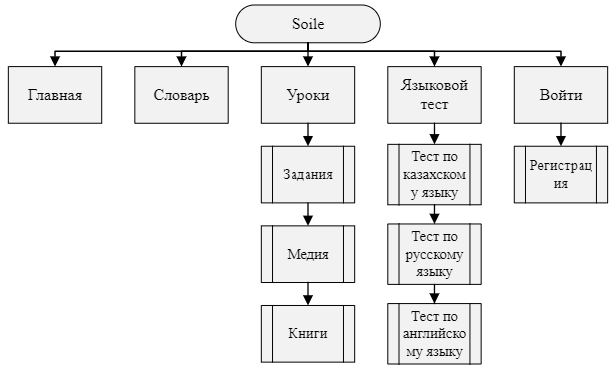 Soile
Главная
Словарь
Уроки
Языковой
тест
Войти
Задания
Тест по
казахском
у языку
Регистрац
ия
Медия
Тест по
русскому
языку
Книги
Тест по
английско
му языку